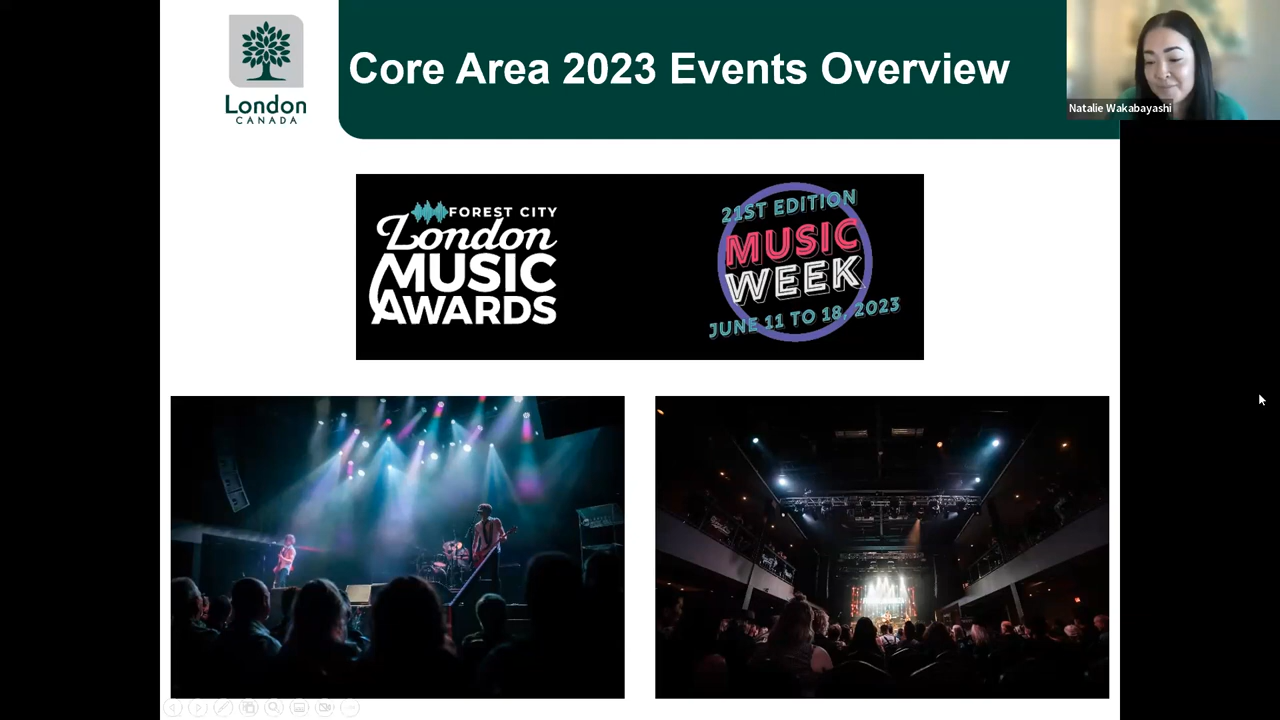 Core Area 2023 Events Overview
London
CANADA
Natalie Wakabayashi
FOREST CITY
London
MUSIC
AWARDS
21ST EDITION
MUSIC
WEEK
JUNE 11 TO 18, 2023